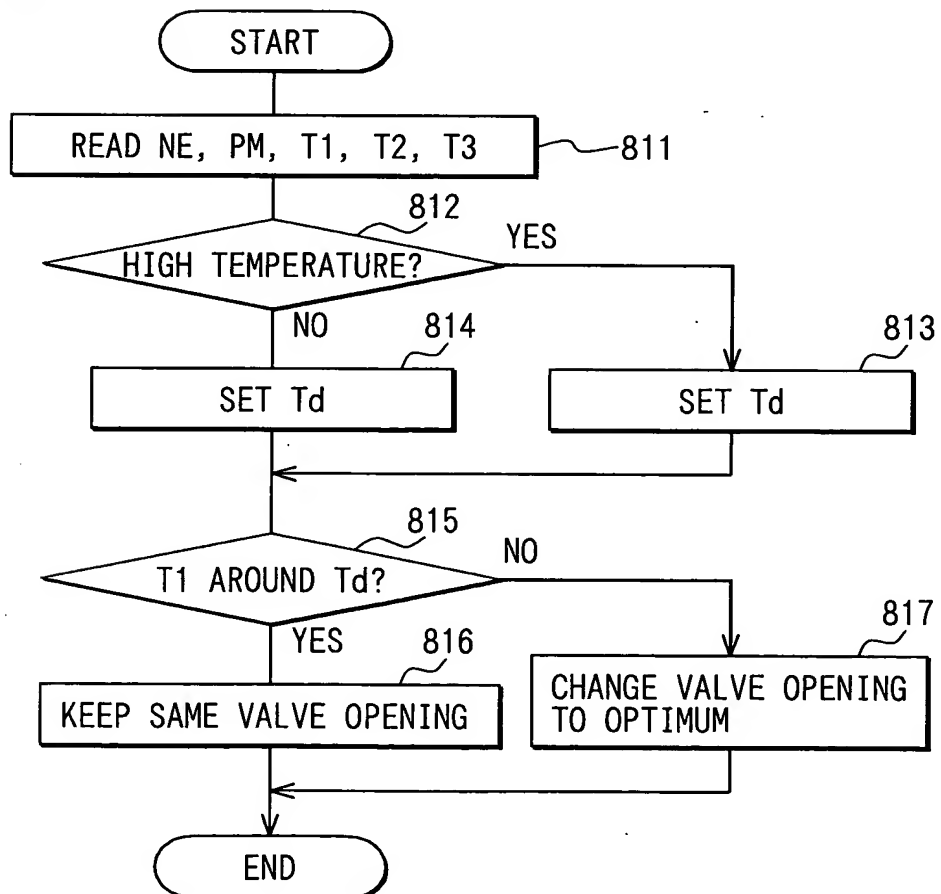 START
READ NE, PM, T1, T2, T3
811
812
YES
HIGH TEMPERATURE?
NO
814
813
SET Td
SET Td
815
NO
T1 AROUND Td?
YES
816
817
KEEP SAME VALVE OPENING
CHANGE VALVE OPENING
TO OPTIMUM
END